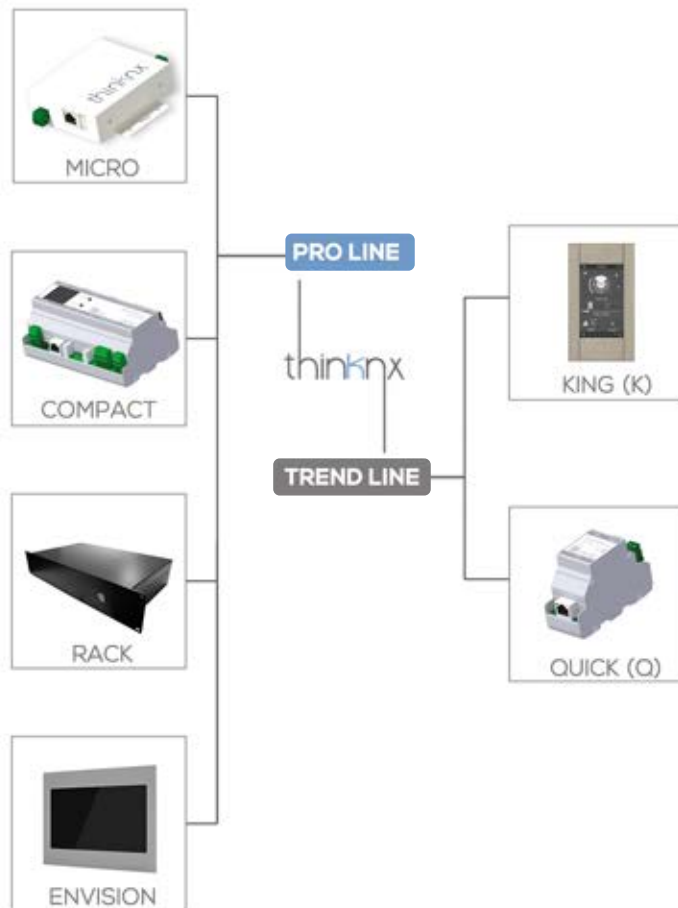 thinknx
MICRO
COMPACT
RACK
ENVISION
PRO LINE
thinknx
TREND LINE
KING (K)
QUICK (Q)